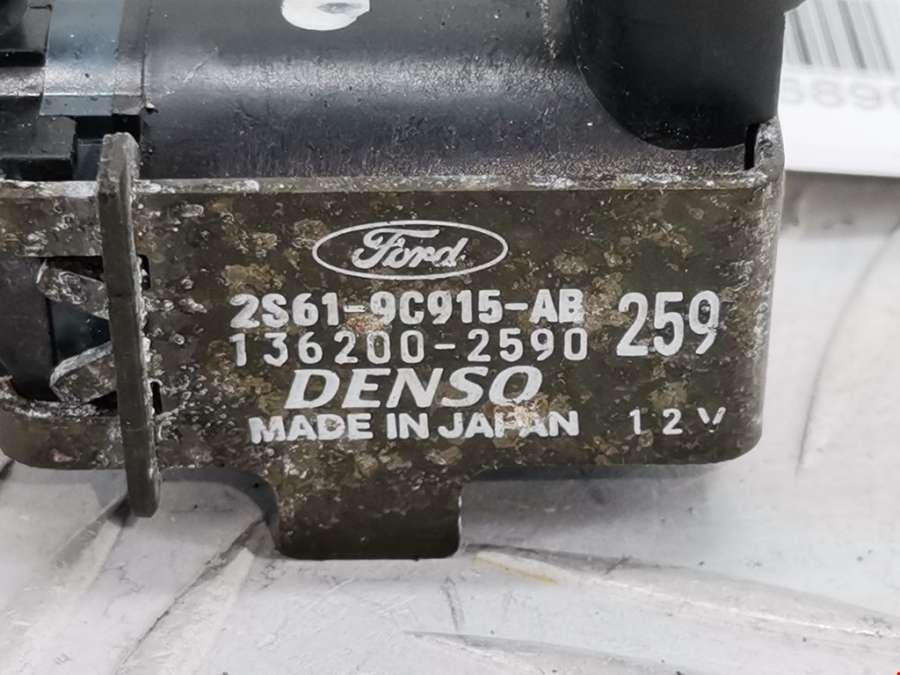 Ford
2S61-9C915-AB 259
136200-2590
DENSO
MADE IN JAPAN 12V